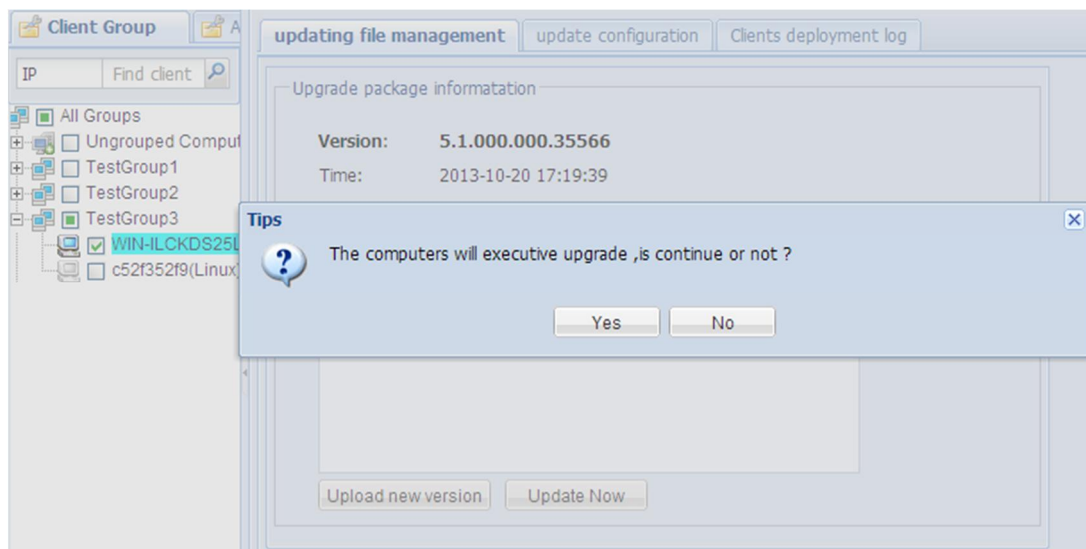 Client Group
A
updating file management
update configuration
Clients deployment log
IP
Find client
All Groups
Ungrouped Comput
TestGroup1
TestGroup2
TestGroup3
WIN-ILCKDS25L
c52f352f9(Linux)
Upgrade package informatation
Version: 5.1.000.000.35566
Time: 2013-10-20 17:19:39
Tips
The computers will executive upgrade ,is continue or not ?
Yes
No
Upload new version
Update Now